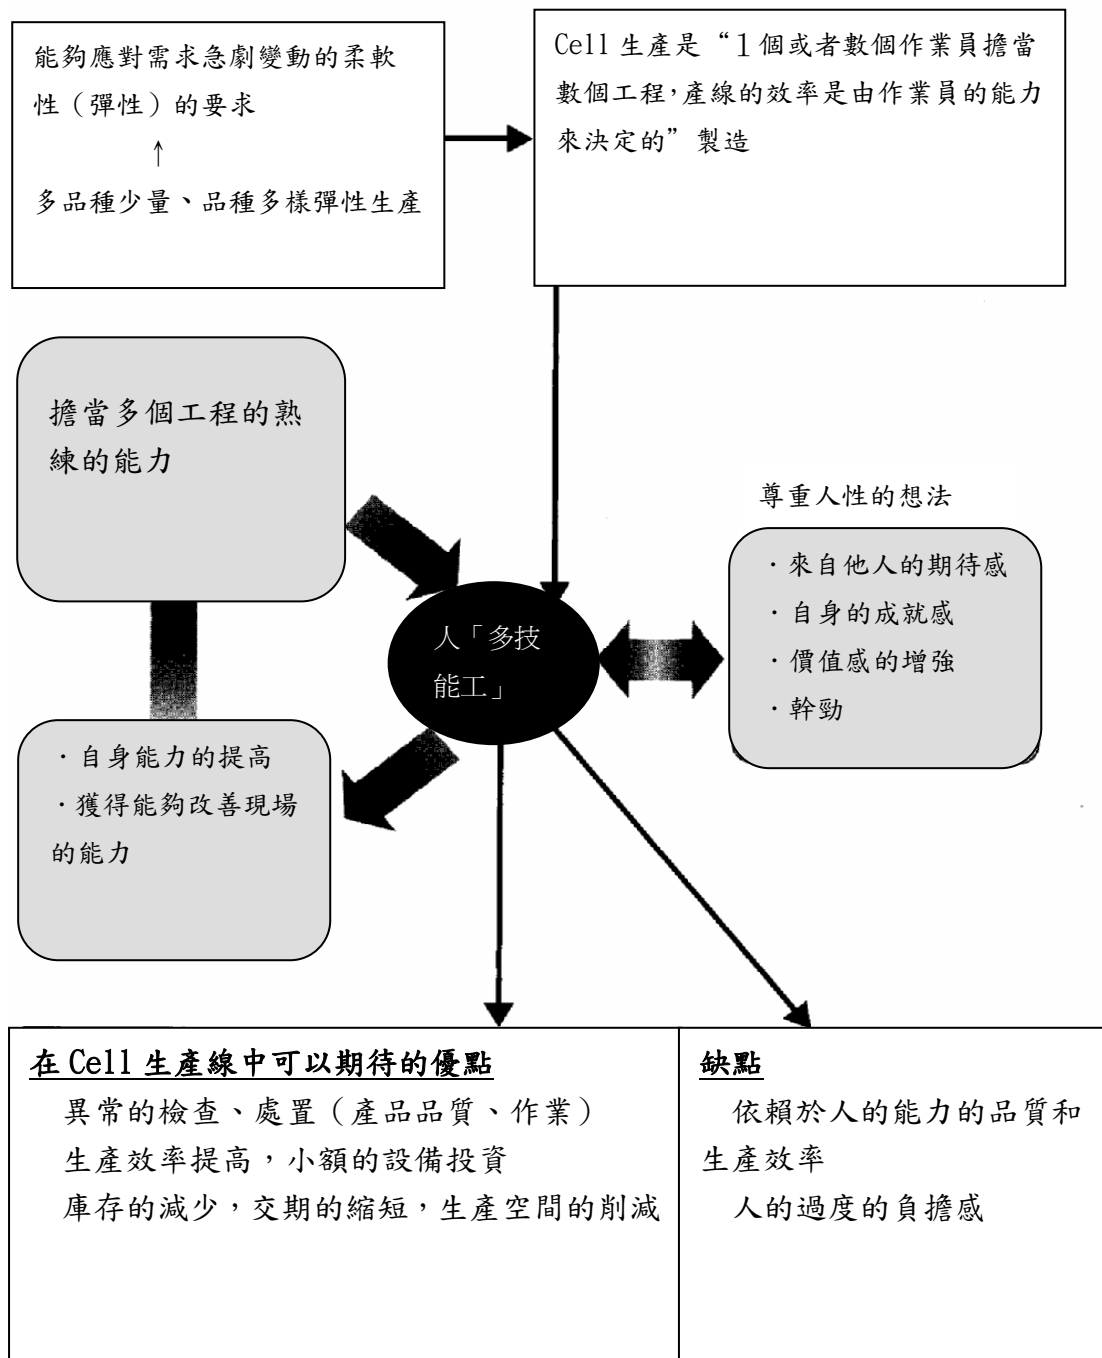 能夠應對需求急劇變動的柔軟
性（彈性）的要求
↑
多品種少量、品種多樣彈性生產
Cell 生產是“１個或者數個作業員擔當
數個工程，產線的效率是由作業員的能力
來決定的”製造
擔當多個工程的熟
練的能力
尊重人性的想法
．來自他人的期待感
．自身的成就感
．價值感的增強
．幹勁
人「多技
能工」
．自身能力的提高
．獲得能夠改善現場
的能力
在 Cell 生產線中可以期待的優點
異常的檢查、處置（產品品質、作業）
生產效率提高，小額的設備投資
庫存的減少，交期的縮短，生產空間的削減
缺點
依賴於人的能力的品質和
生產效率
人的過度的負擔感